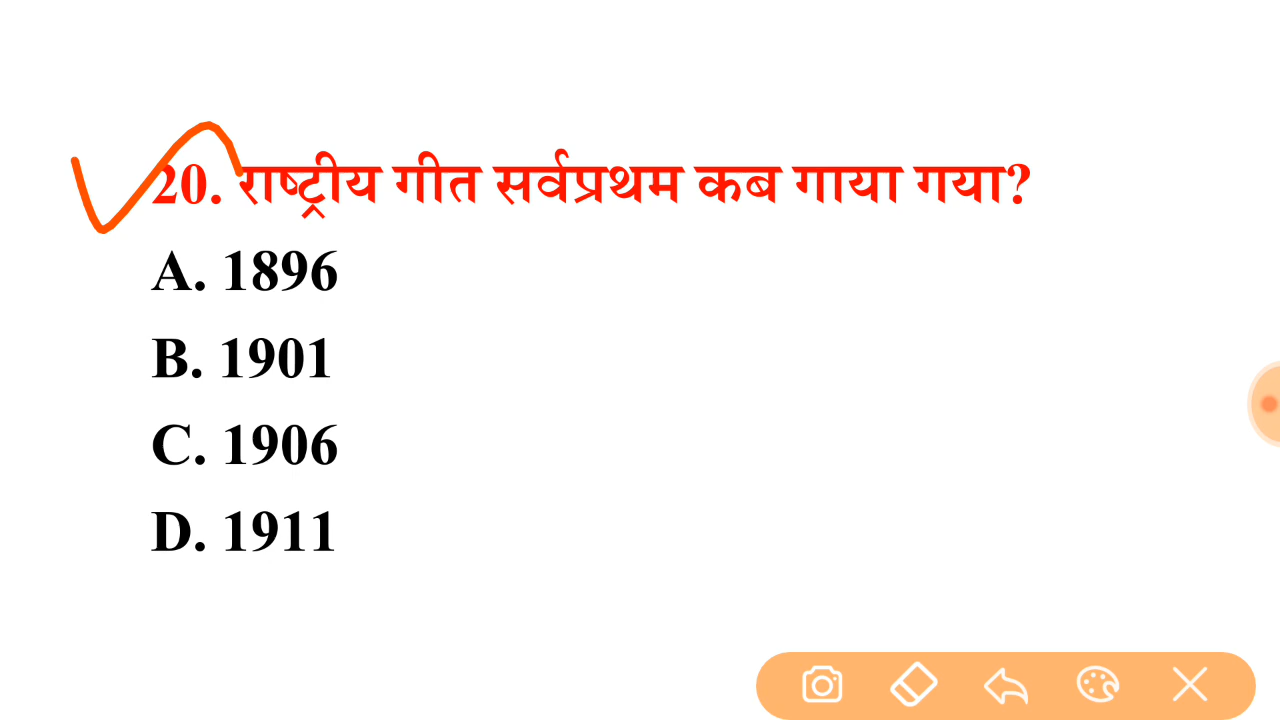 20. राष्ट्रीय गीत सर्वप्रथम कब गाया गया?
A. 1896
B. 1901
C. 1906
D. 1911